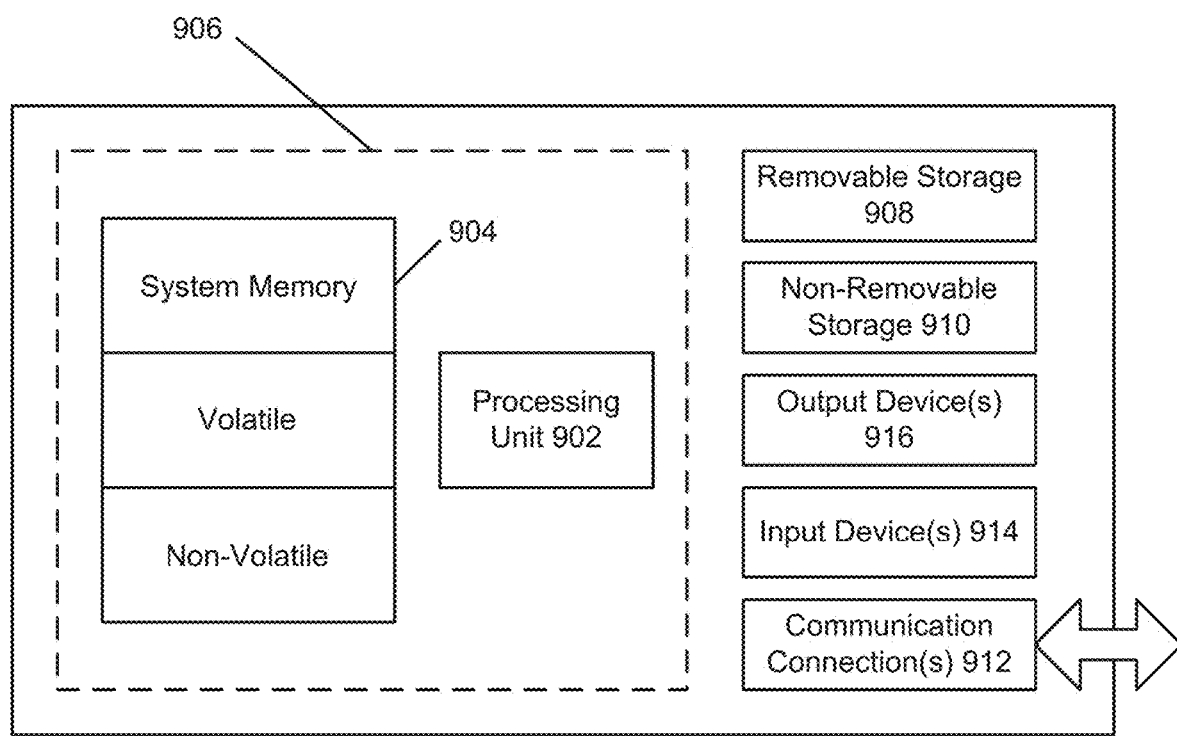 906
904
System Memory
Volatile
Non-Volatile
Processing
Unit 902
Removable Storage
908
Non-Removable
Storage 910
Output Device(s)
916
Input Device(s) 914
Communication
Connection(s) 912